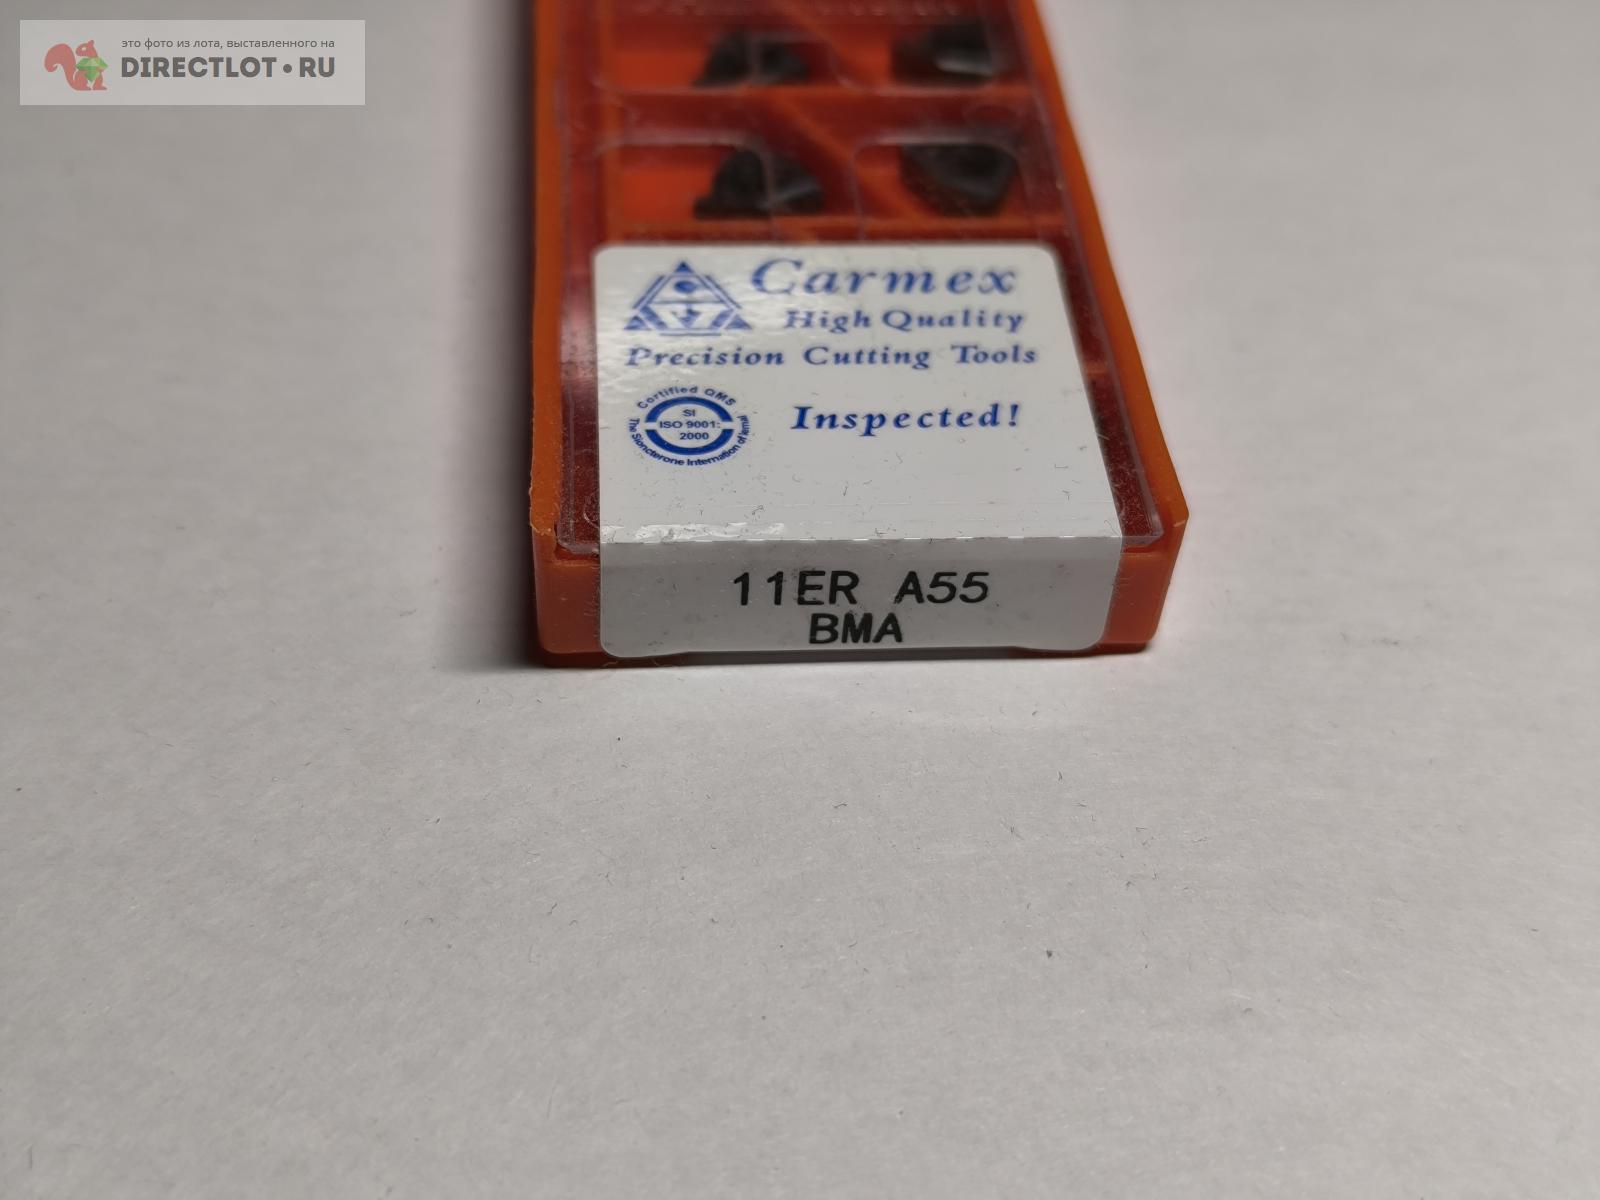 это фото из лота, выставленного на
DIRECTLOT•RU
Carmex
High Quality
Precision Cutting Tools
Certified QMS
SI
ISO 9001:
2000
Inspected!
11ER A55
BMA